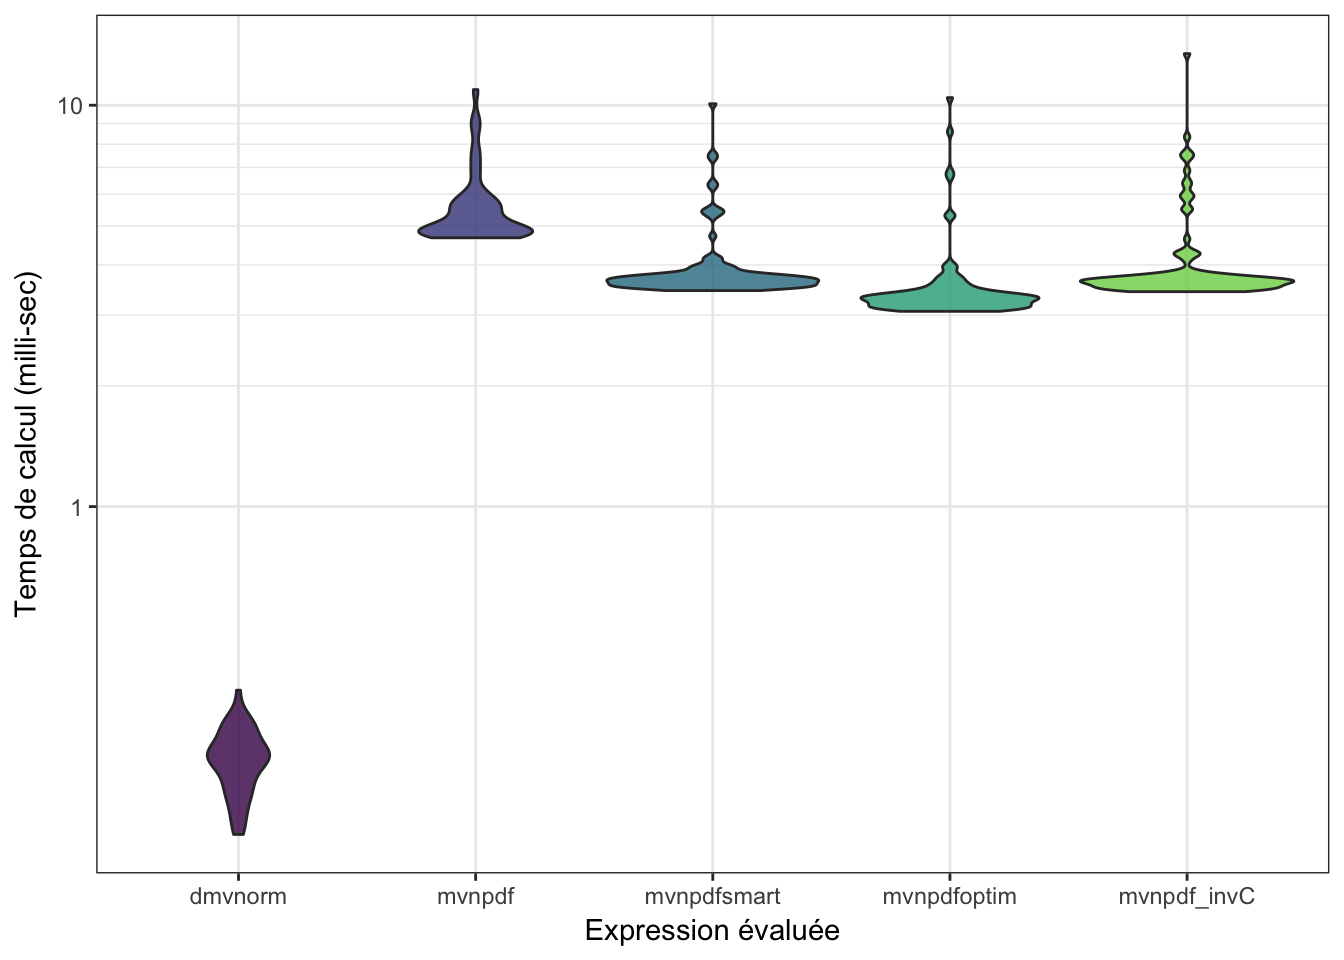 Temps de calcul (milli-sec)
10
1
dmvnorm
mvnpdf
mvnpdfsmart
mvnpdfoptim
mvnpdf_invC
Expression évaluée